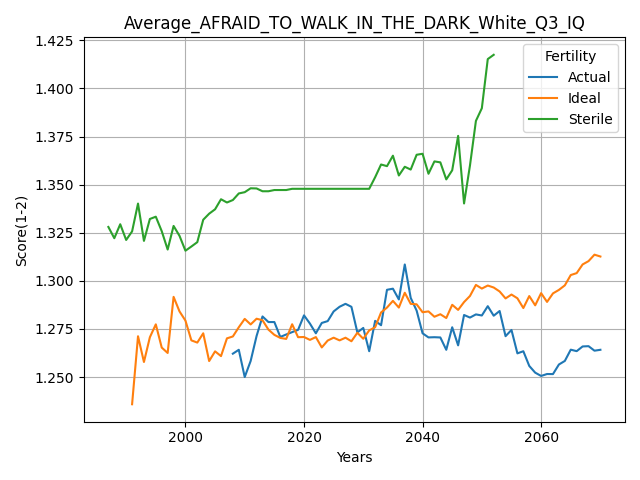 Average_AFRAID_TO_WALK_IN_THE_DARK_White_Q3_IQ
1.425
1.400
1.375
1.350
1.325
1.300
1.275
1.250
Score(1-2)
Fertility
Actual
Ideal
Sterile
2000
2020
2040
2060
Years